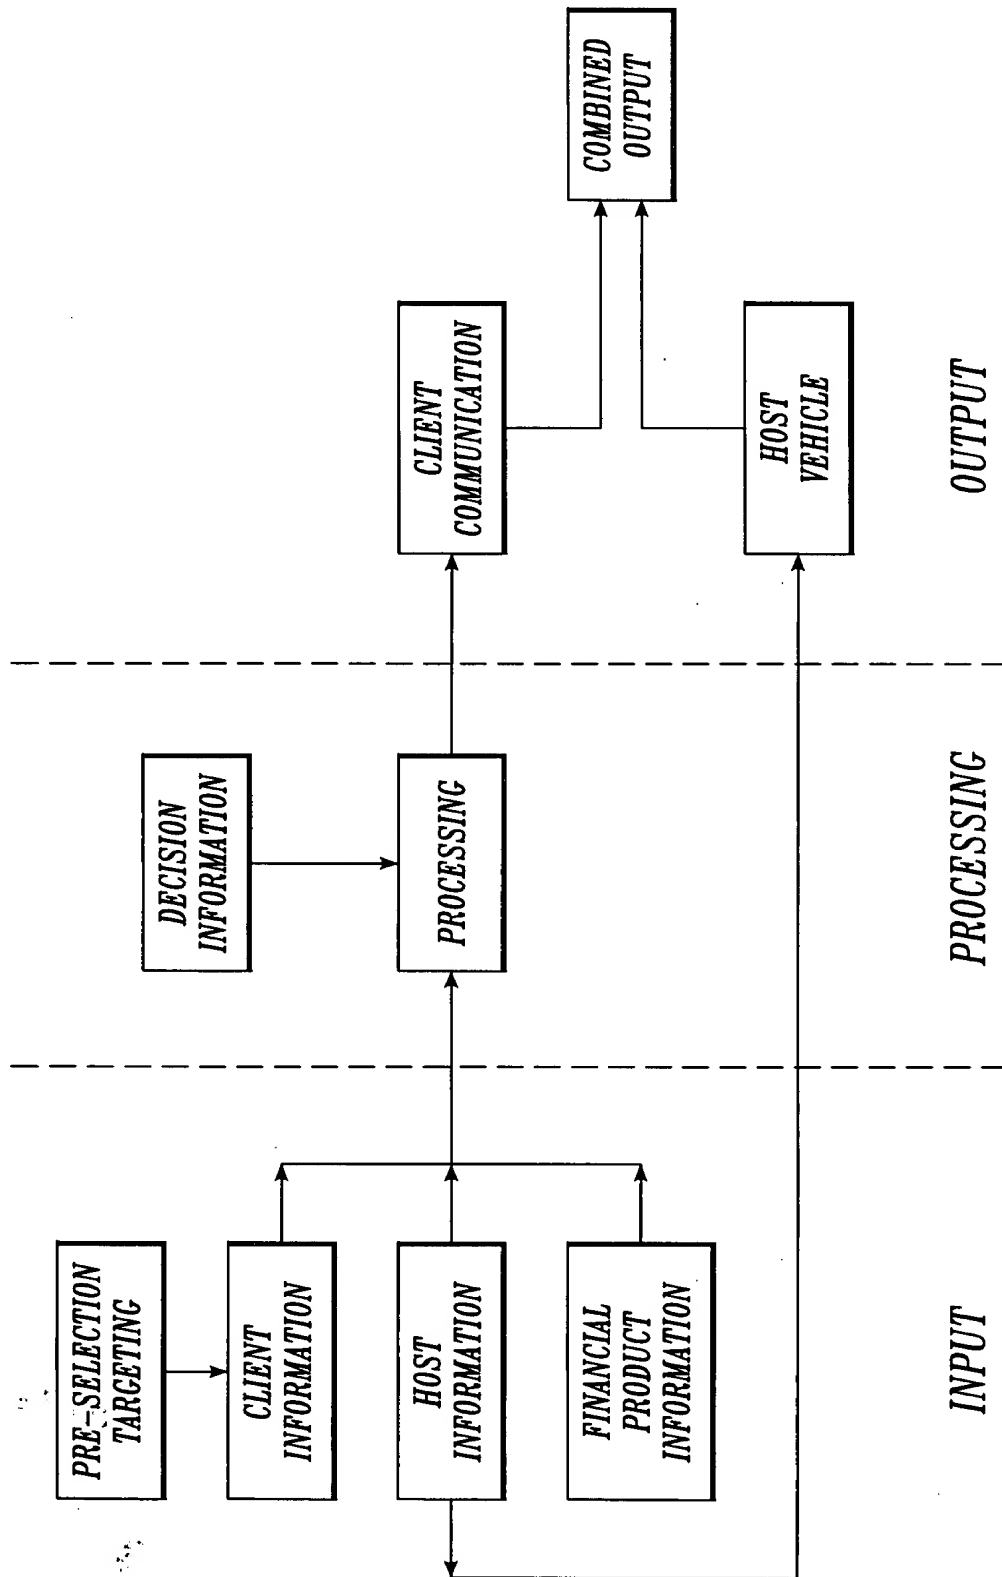 PRE-SELECTION
TARGETING
CLIENT
INFORMATION
HOST
INFORMATION
FINANCIAL
PRODUCT
INFORMATION
INPUT
DECISION
INFORMATION
PROCESSING
PROCESSING
CLIENT
COMMUNICATION
HOST
VEHICLE
COMBINED
OUTPUT
OUTPUT